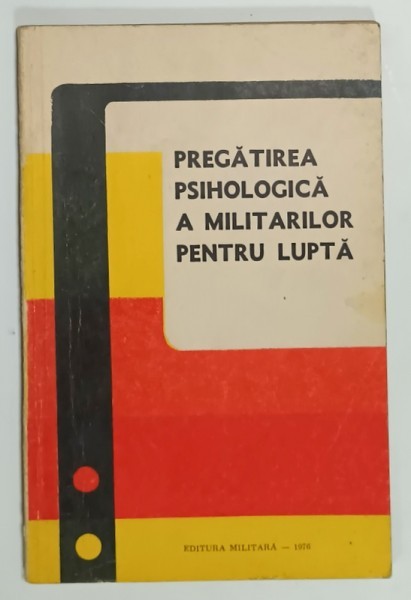 PREGĂTIREA
PSIHOLOGICĂ
A MILITARILOR
PENTRU LUPTĂ
EDITURA MILITARĂ — 1976